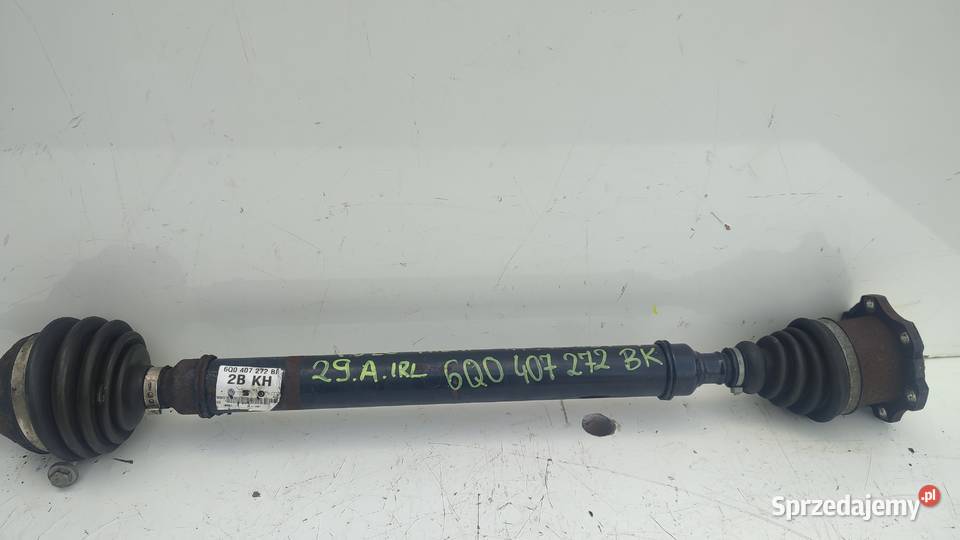 29.A.IRL 6Q0 407 272 BK
6Q0 407 272
2B KH
Sprzedajemy.pl